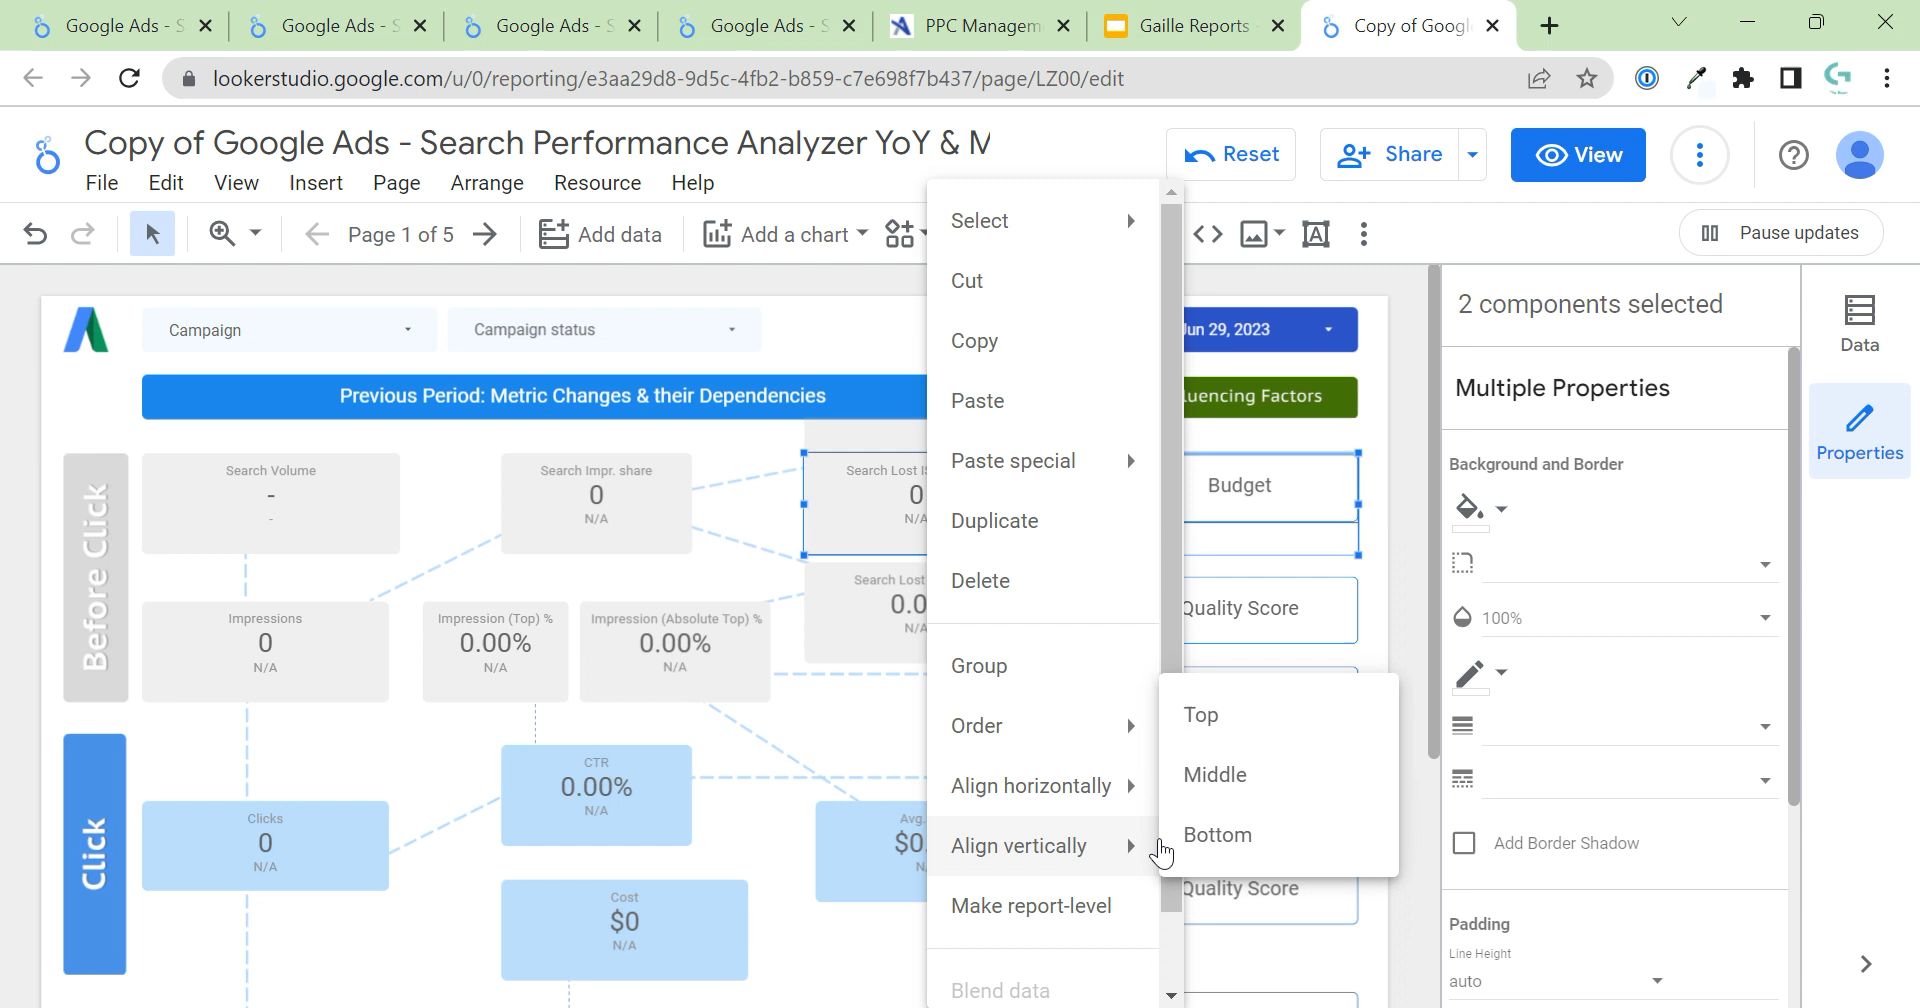 Google Ads - S
Google Ads - S
Google Ads - S
Google Ads - S
PPC Managem
Gaille Reports
Copy of Googl
lookerstudio.google.com/u/0/reporting/e3aa29d8-9d5c-4fb2-b859-c7e698f7b437/page/LZ00/edit
Copy of Google Ads - Search Performance Analyzer YoY & M
Reset
Share
View
File Edit View Insert Page Arrange Resource Help
Page 1 of 5
Add data
Add a chart
Pause updates
Select
Cut
Copy
Paste
Paste special
Duplicate
Delete
Group
Order
Align horizontally
Align vertically
Make report-level
Blend data
Top
Middle
Bottom
Campaign
Campaign status
Jun 29, 2023
Previous Period: Metric Changes & their Dependencies
luencing Factors
Before Click
Search Volume
-
-
Search Impr. share
0
N/A
Search Lost IS
0
N/A
Budget
Search Lost
0.0
N/A
Quality Score
Impressions
0
N/A
Impression (Top) %
0.00%
N/A
Impression (Absolute Top) %
0.00%
N/A
Click
CTR
0.00%
N/A
Clicks
0
N/A
Avg.
$0.
N
Quality Score
Cost
$0
N/A
2 components selected
Multiple Properties
Background and Border
100%
Add Border Shadow
Padding
Line Height
auto
Data
Properties